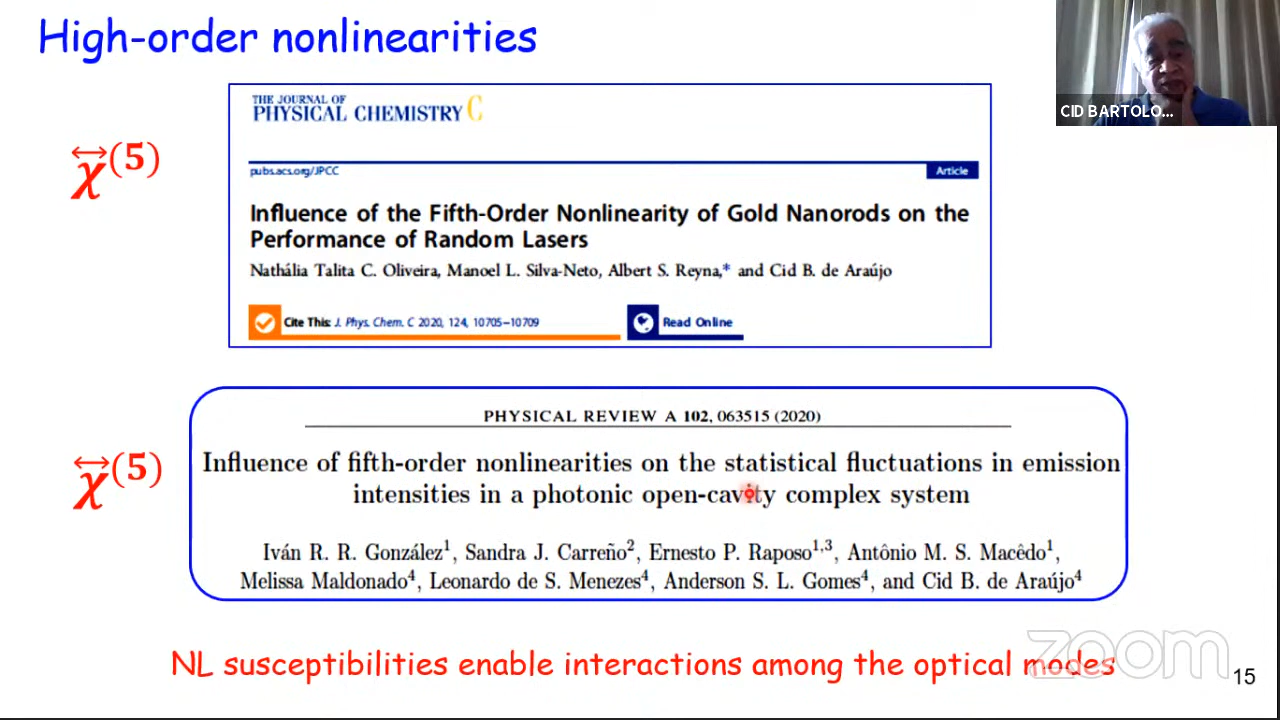 High-order nonlinearities
CID BARTOLO...
THE JOURNAL OF
PHYSICAL CHEMISTRY C
χ(5)
pubs.acs.org/JPCC
Article
Influence of the Fifth-Order Nonlinearity of Gold Nanorods on the
Performance of Random Lasers
Nathália Talita C. Oliveira, Manoel L. Silva-Neto, Albert S. Reyna,* and Cid B. de Araújo
Cite This: J. Phys. Chem. C 2020, 124, 10705−10709
Read Online
PHYSICAL REVIEW A 102, 063515 (2020)
χ(5)
Influence of fifth-order nonlinearities on the statistical fluctuations in emission
intensities in a photonic open-cavity complex system
Iván R. R. González1, Sandra J. Carreño2, Ernesto P. Raposo1,3, Antônio M. S. Macêdo1,
Melissa Maldonado4, Leonardo de S. Menezes4, Anderson S. L. Gomes4, and Cid B. de Araújo4
NL susceptibilities enable interactions among the optical modes
zoom
15